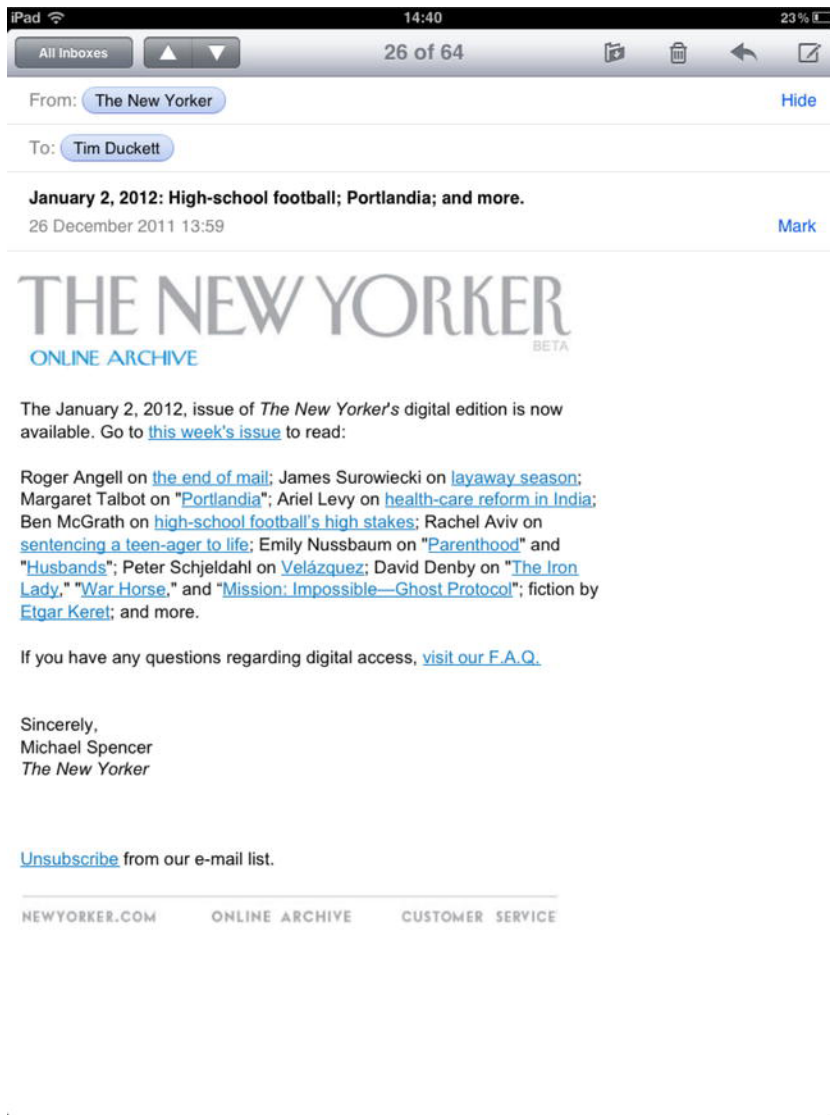 iPad 14:40 23%
All Inboxes 26 of 64
From: The New Yorker Hide
To: Tim Duckett
January 2, 2012: High-school football; Portlandia; and more.
26 December 2011 13:59 Mark
THE NEW YORKER
BETA
ONLINE ARCHIVE
The January 2, 2012, issue of The New Yorker's digital edition is now
available. Go to this week's issue to read:
Roger Angell on the end of mail; James Surowiecki on layaway season;
Margaret Talbot on "Portlandia"; Ariel Levy on health-care reform in India;
Ben McGrath on high-school football's high stakes; Rachel Aviv on
sentencing a teen-ager to life; Emily Nussbaum on "Parenthood" and
"Husbands"; Peter Schjeldahl on Velázquez; David Denby on "The Iron
Lady," "War Horse," and “Mission: Impossible—Ghost Protocol"; fiction by
Etgar Keret; and more.
If you have any questions regarding digital access, visit our F.A.Q.
Sincerely,
Michael Spencer
The New Yorker
Unsubscribe from our e-mail list.
NEWYORKER.COM ONLINE ARCHIVE CUSTOMER SERVICE